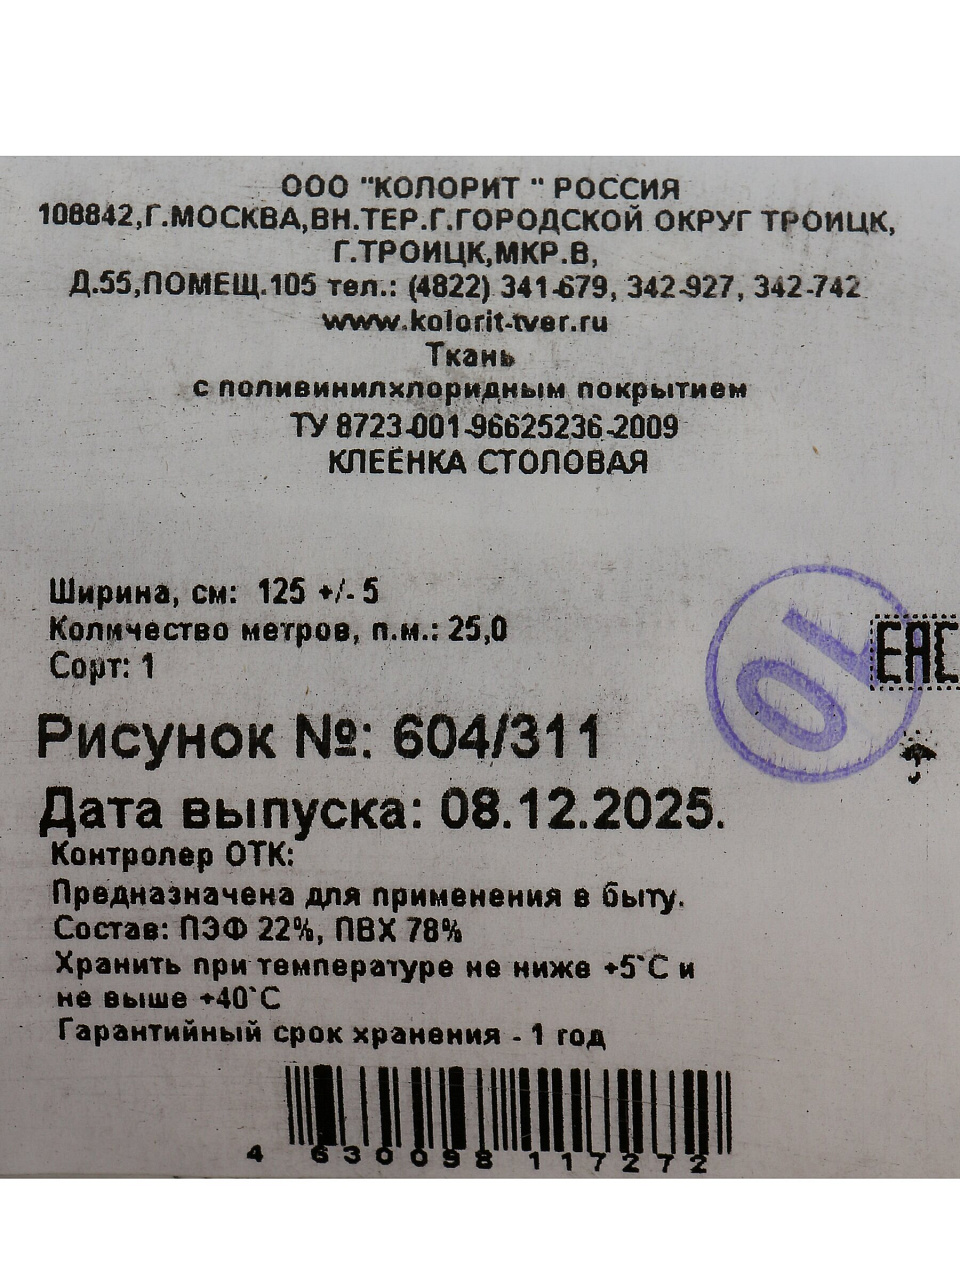 ООО "КОЛОРИТ " РОССИЯ
108842,Г.МОСКВА,ВН.ТЕР.Г.ГОРОДСКОЙ ОКРУГ ТРОИЦК,
Г.ТРОИЦК,МКР.В,
Д.55,ПОМЕЩ.105 тел.: (4822) 341-679, 342-927, 342-742
www.kolorit-tver.ru
Ткань
с поливинилхлоридным покрытием
ТУ 8723-001-96625236-2009
КЛЕЁНКА СТОЛОВАЯ
Ширина, см: 125 +/- 5
Количество метров, п.м.: 25,0
Сорт: 1
10
EAC
Рисунок №: 604/311
Дата выпуска: 08.12.2025.
Контролер ОТК:
Предназначена для применения в быту.
Состав: ПЭФ 22%, ПВХ 78%
Хранить при температуре не ниже +5`С и
не выше +40`С
Гарантийный срок хранения - 1 год
4 630098 117272